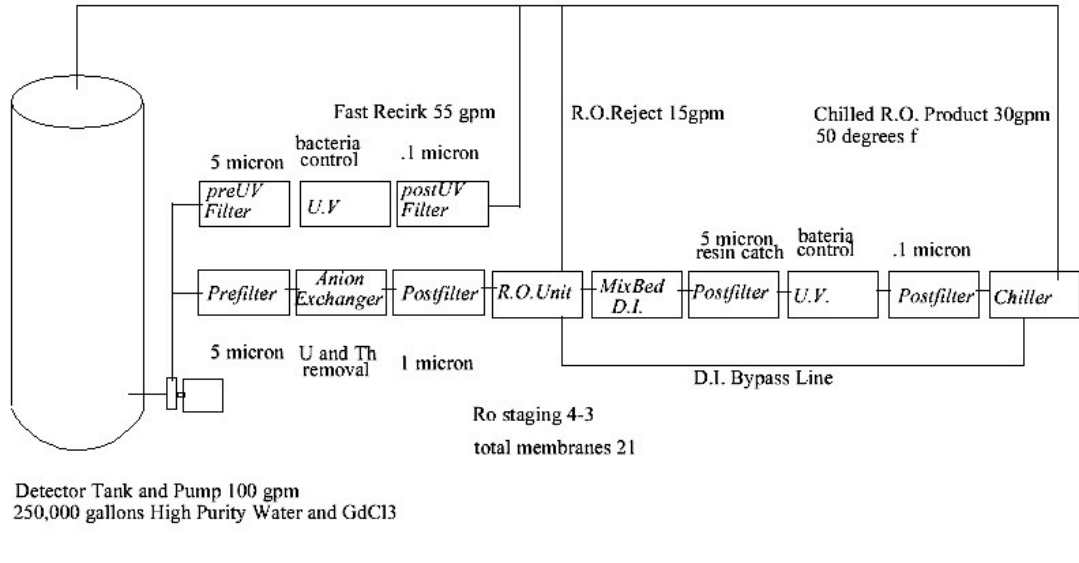 Fast Recirk 55 gpm
R.O.Reject 15gpm
Chilled R.O. Product 30gpm
50 degrees f
5 micron
bacteria
control
.1 micron
preUV
Filter
U.V
postUV
Filter
5 micron
resin catch
bateria
control
.1 micron
Prefilter
Anion
Exchanger
Postfilter
R.O.Unit
MixBed
D.I.
Postfilter
U.V.
Postfilter
Chiller
5 micron
U and Th
removal
1 micron
D.I. Bypass Line
Ro staging 4-3
total membranes 21
Detector Tank and Pump 100 gpm
250,000 gallons High Purity Water and GdCl3